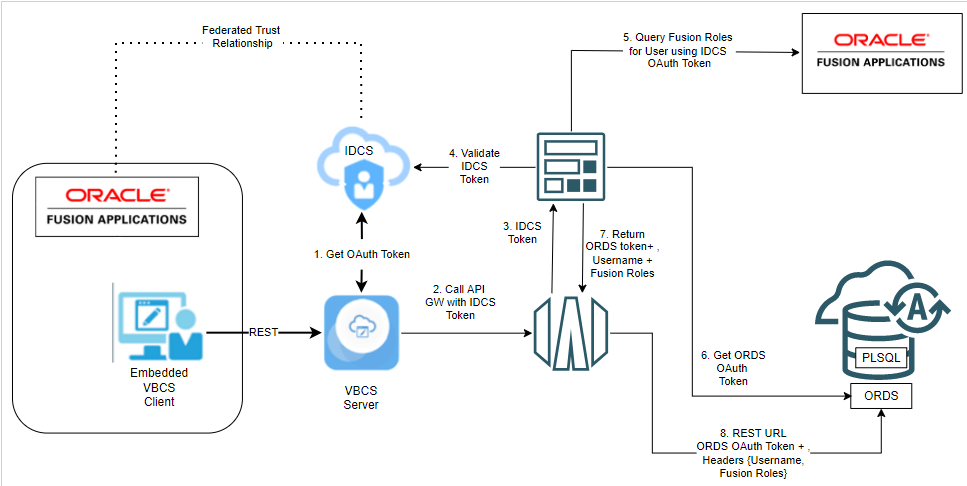 Federated Trust
Relationship
5. Query Fusion Roles
for User using IDCS
OAuth Token
ORACLE®
FUSION APPLICATIONS
IDCS
4. Validate
IDCS
Token
ORACLE®
FUSION APPLICATIONS
1. Get OAuth Token
3. IDCS
Token
7. Return
ORDS token+ ,
Username +
Fusion Roles
2. Call API
GW with IDCS
Token
REST
Embedded
VBCS
Client
VBCS
Server
6. Get ORDS
OAuth
Token
A
PLSQL
ORDS
8. REST URL
ORDS OAuth Token + ,
Headers {Username,
Fusion Roles}